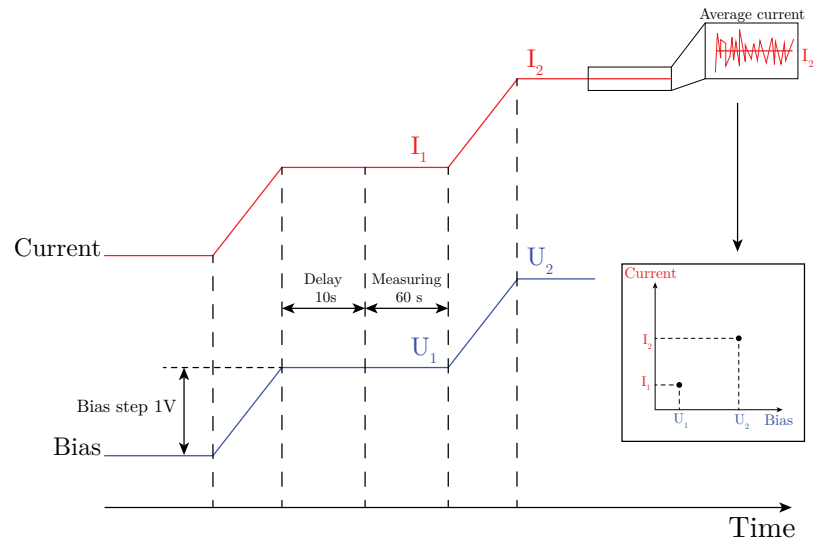 Average current
I₂
I₂
I₁
Current
U₂
Delay
10s
Measuring
60 s
U₁
Bias step 1V
Bias
Time
Current
I₂
I₁
U₁
U₂
Bias